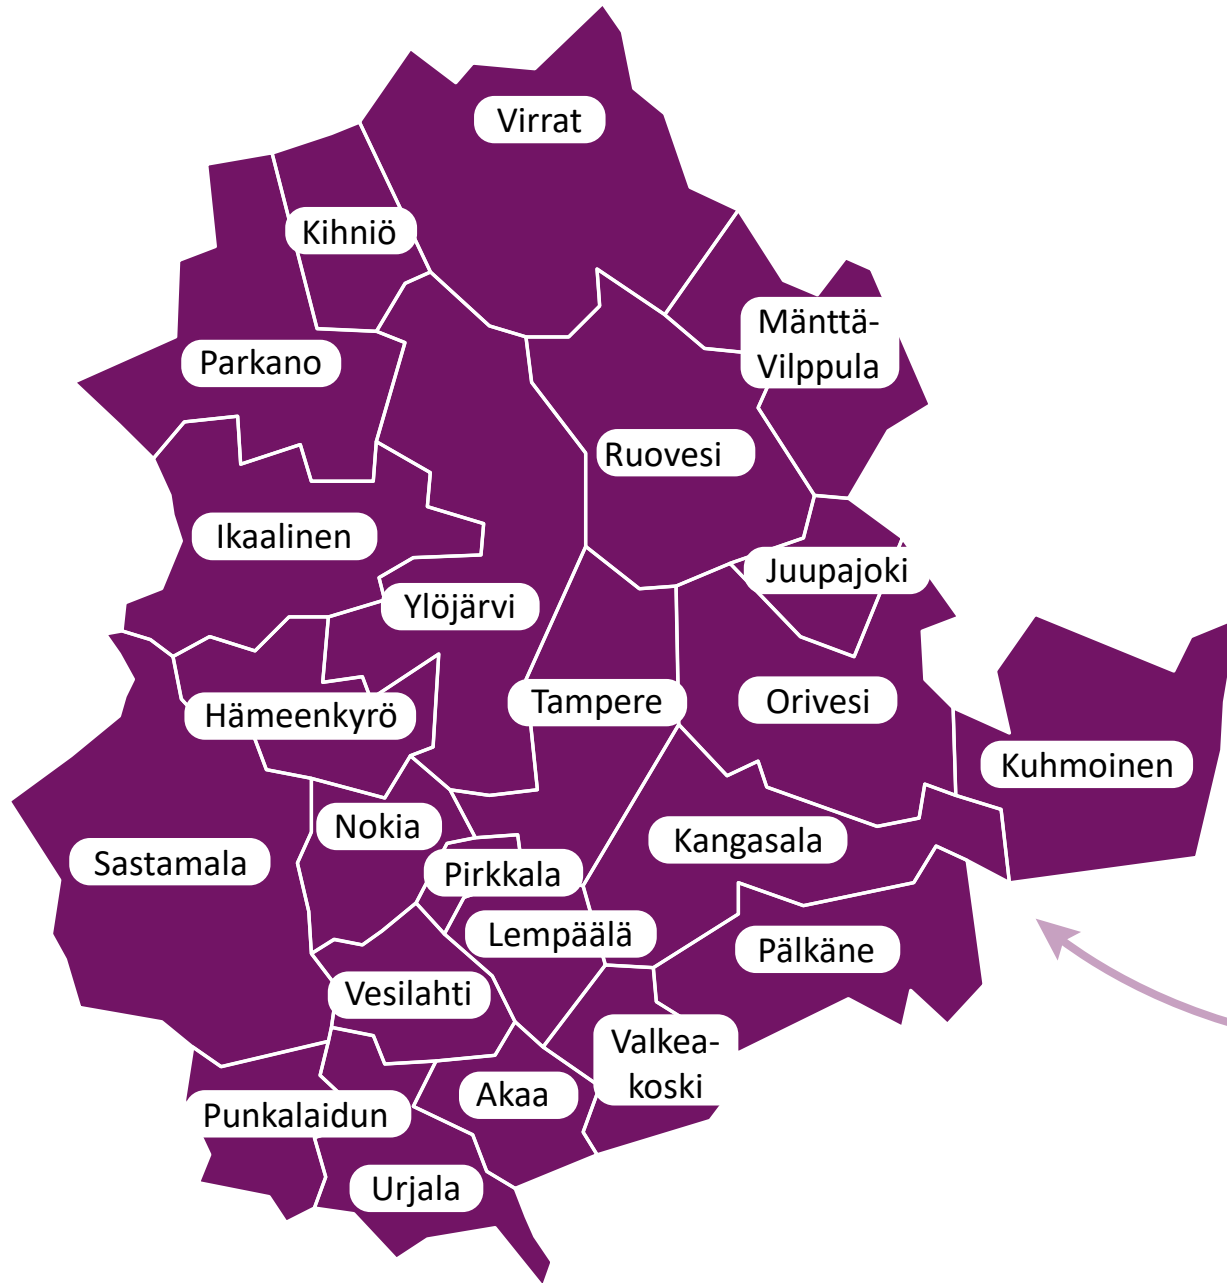 Virrat
Kihniö
Mänttä-
Vilppula
Parkano
Ruovesi
Ikaalinen
Juupajoki
Ylöjärvi
Tampere
Orivesi
Hämeenkyrö
Kuhmoinen
Nokia
Kangasala
Sastamala
Pirkkala
Lempäälä
Pälkäne
Vesilahti
Valkea-
koski
Akaa
Punkalaidun
Urjala